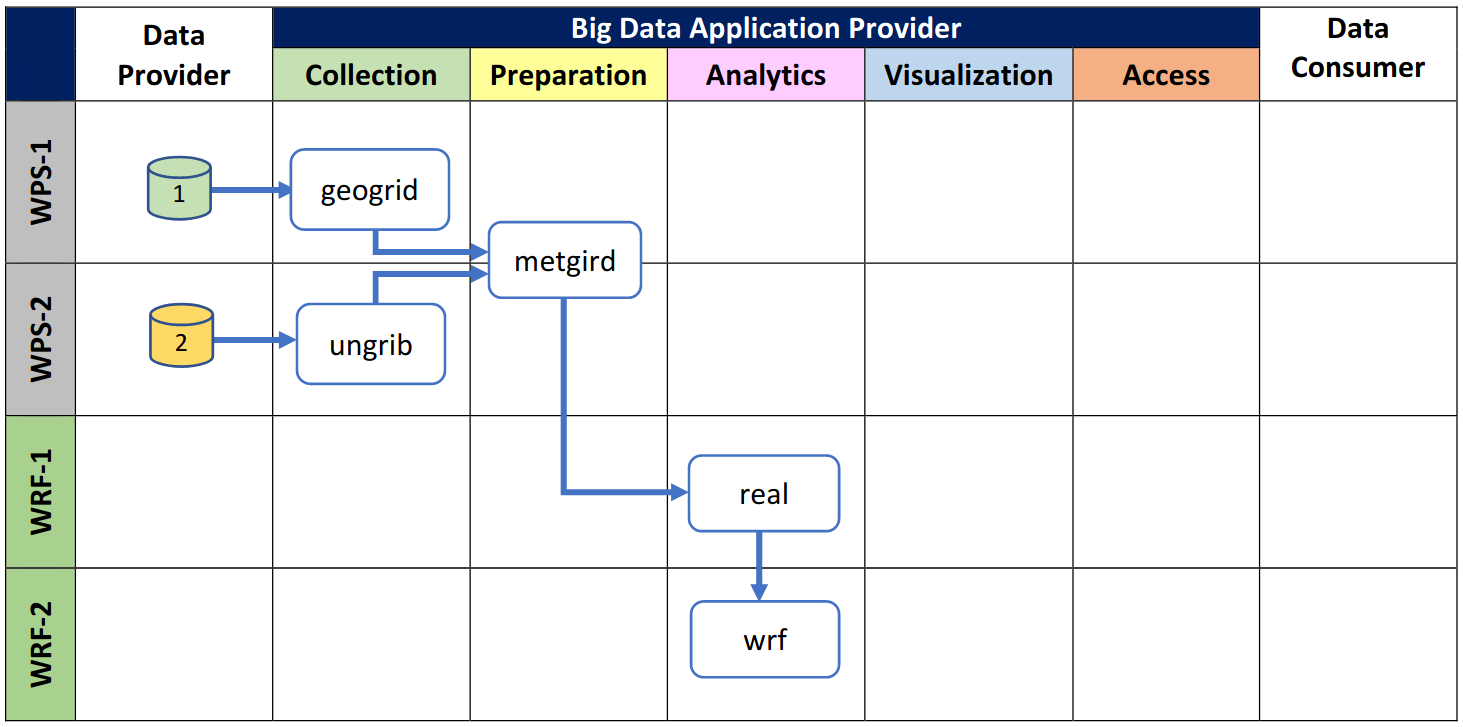 Data
Provider
Big Data Application Provider
Data
Consumer
Collection
Preparation
Analytics
Visualization
Access
WPS-1
1
geogrid
metgird
WPS-2
2
ungrib
WRF-1
real
WRF-2
wrf